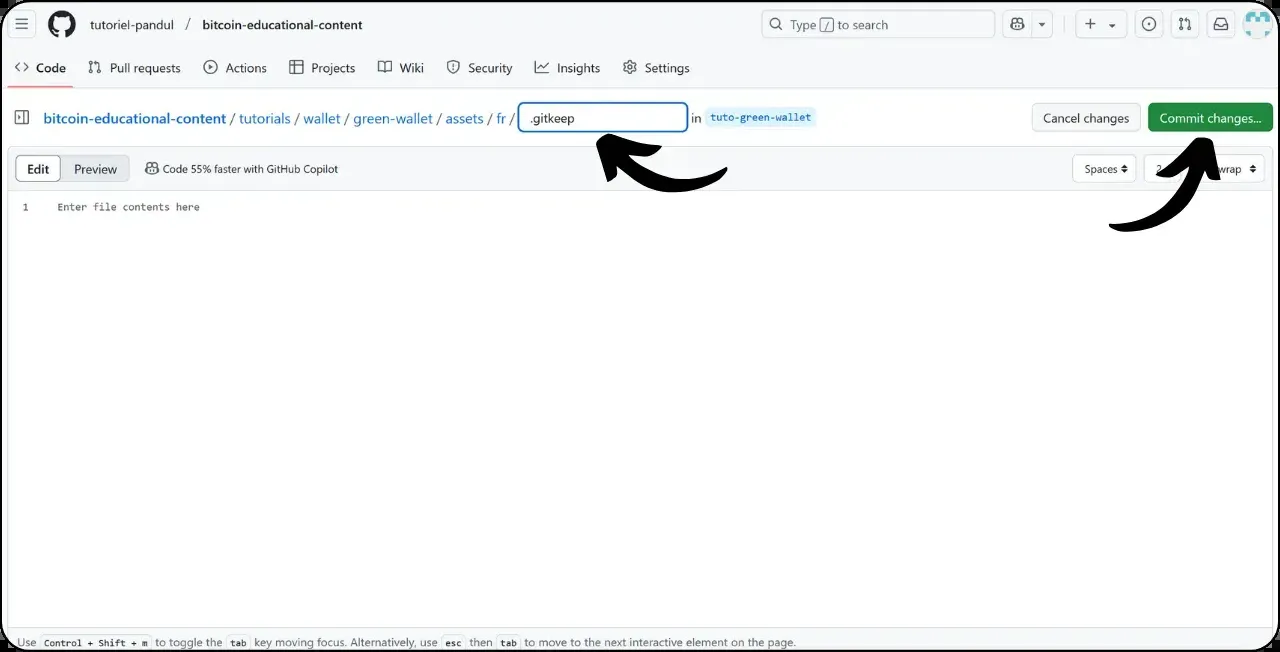 tutoriel-pandul / bitcoin-educational-content
Type / to search
Code
Pull requests
Actions
Projects
Wiki
Security
Insights
Settings
bitcoin-educational-content / tutorials / wallet / green-wallet / assets / fr / .gitkeep in tuto-green-wallet
Cancel changes
Commit changes...
Edit
Preview
Code 55% faster with GitHub Copilot
Spaces
2
wrap
1 Enter file contents here
Use Control + Shift + m to toggle the tab key moving focus. Alternatively, use esc then tab to move to the next interactive element on the page.